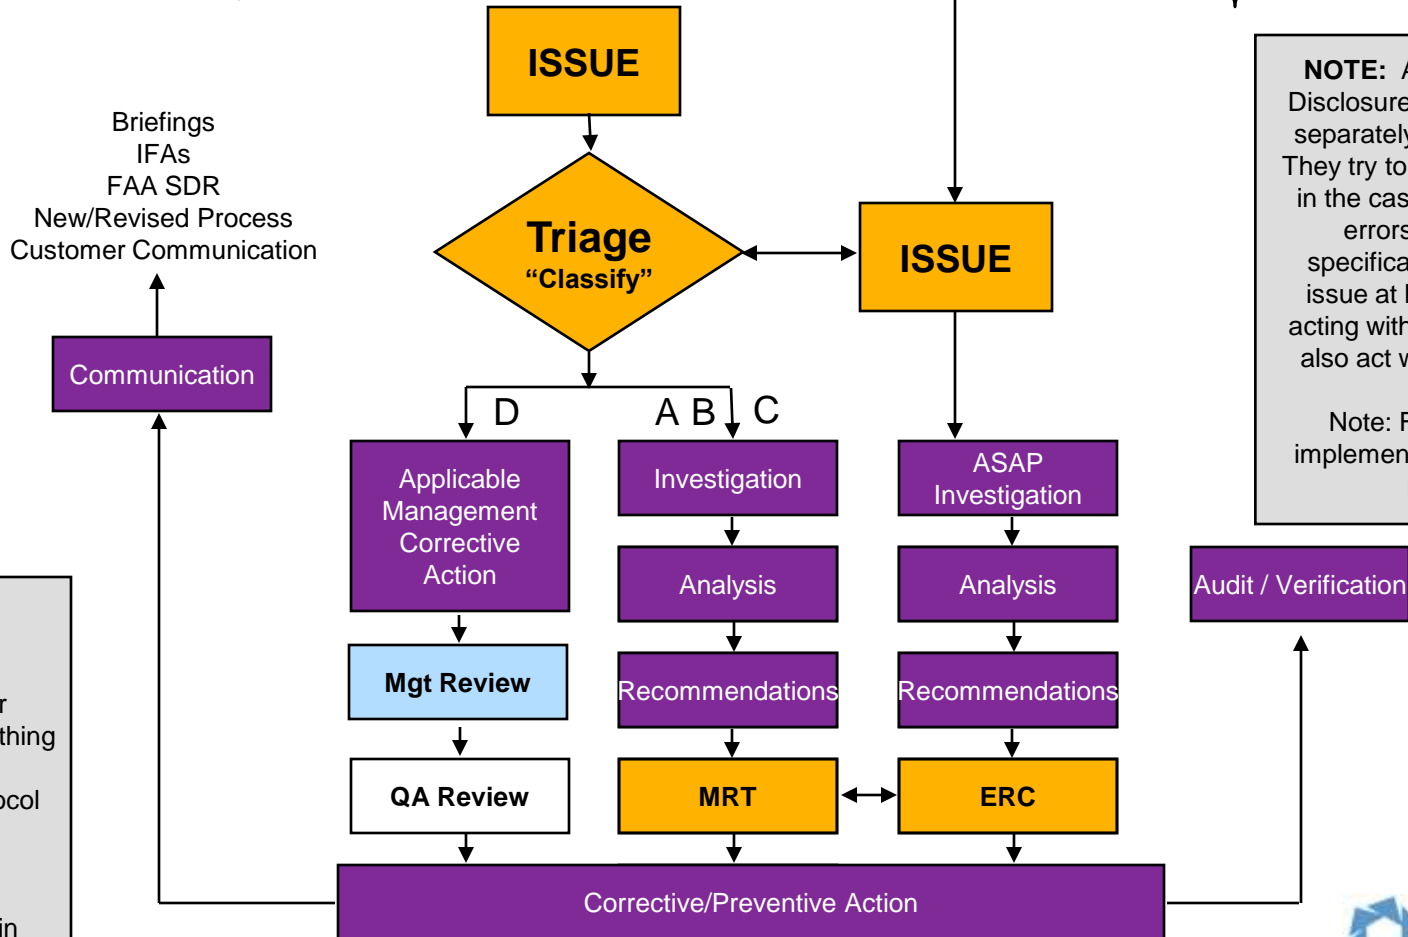 ISSUE
Briefings
IFAs
FAA SDR
New/Revised Process
Customer Communication
Triage
“Classify”
ISSUE
NOTE:
Disclosure
separately
They try to
in the cas
errors
specifica
issue at
acting with
also act
Note:
implemen
Communication
D
A B C
Applicable
Management
Corrective
Action
Investigation
ASAP
Investigation
Analysis
Analysis
Audit / Verification
Mgt Review
Recommendations
Recommendations
r
thing
ocol
in
QA Review
MRT
ERC
Corrective/Preventive Action